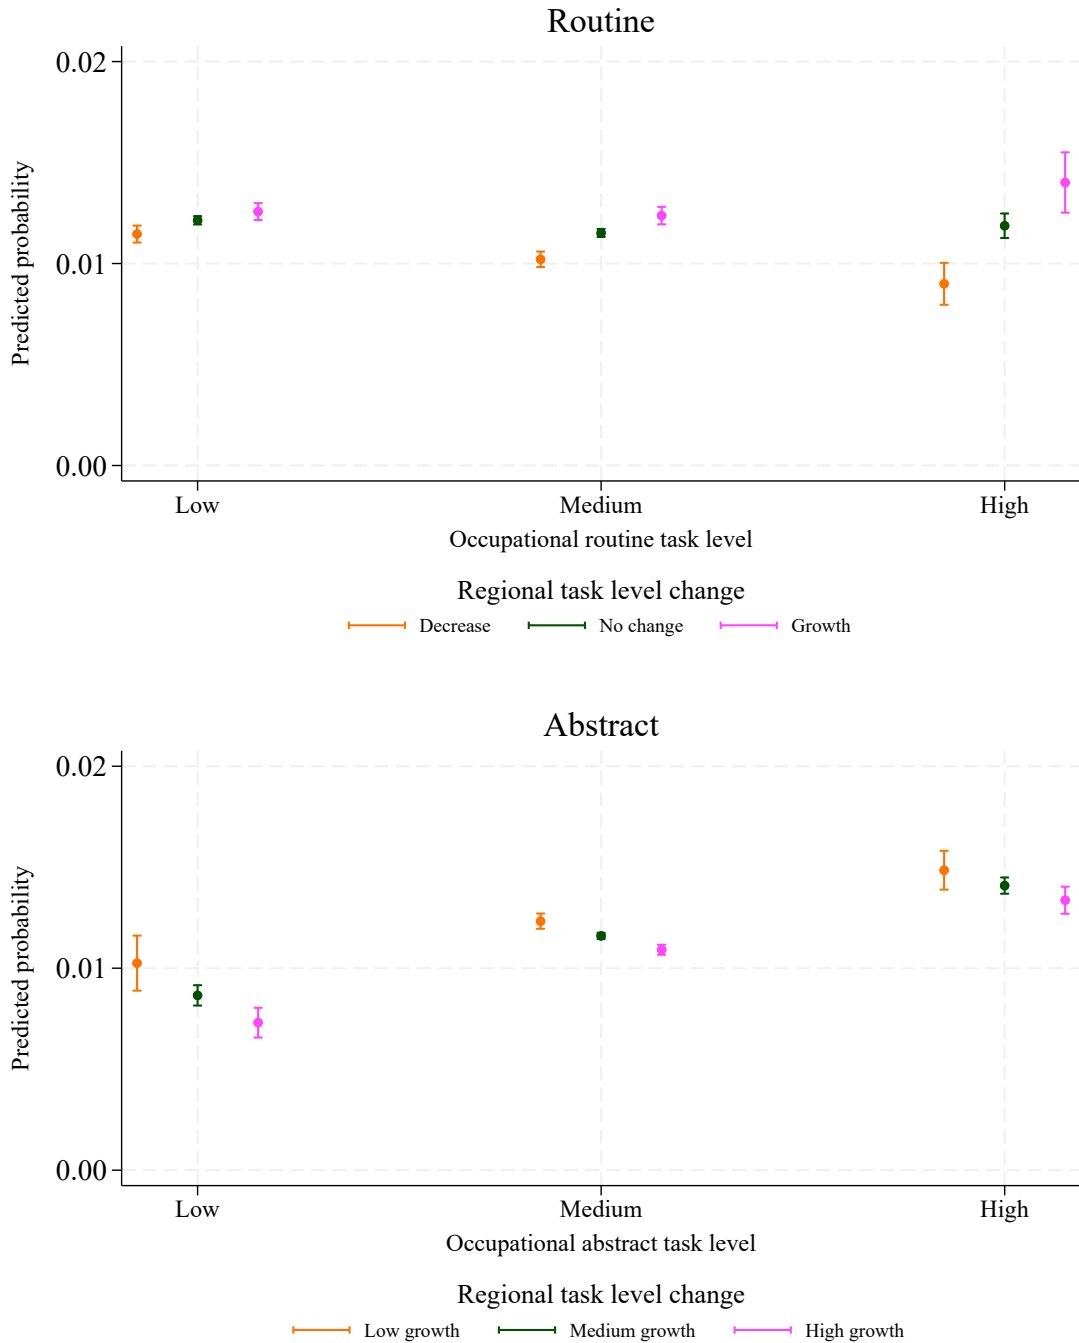 Routine
0.02
0.01
0.00
Predicted probability
Low Medium High
Occupational routine task level
Regional task level change
Decrease No change Growth
Abstract
0.02
0.01
0.00
Predicted probability
Low Medium High
Occupational abstract task level
Regional task level change
Low growth Medium growth High growth